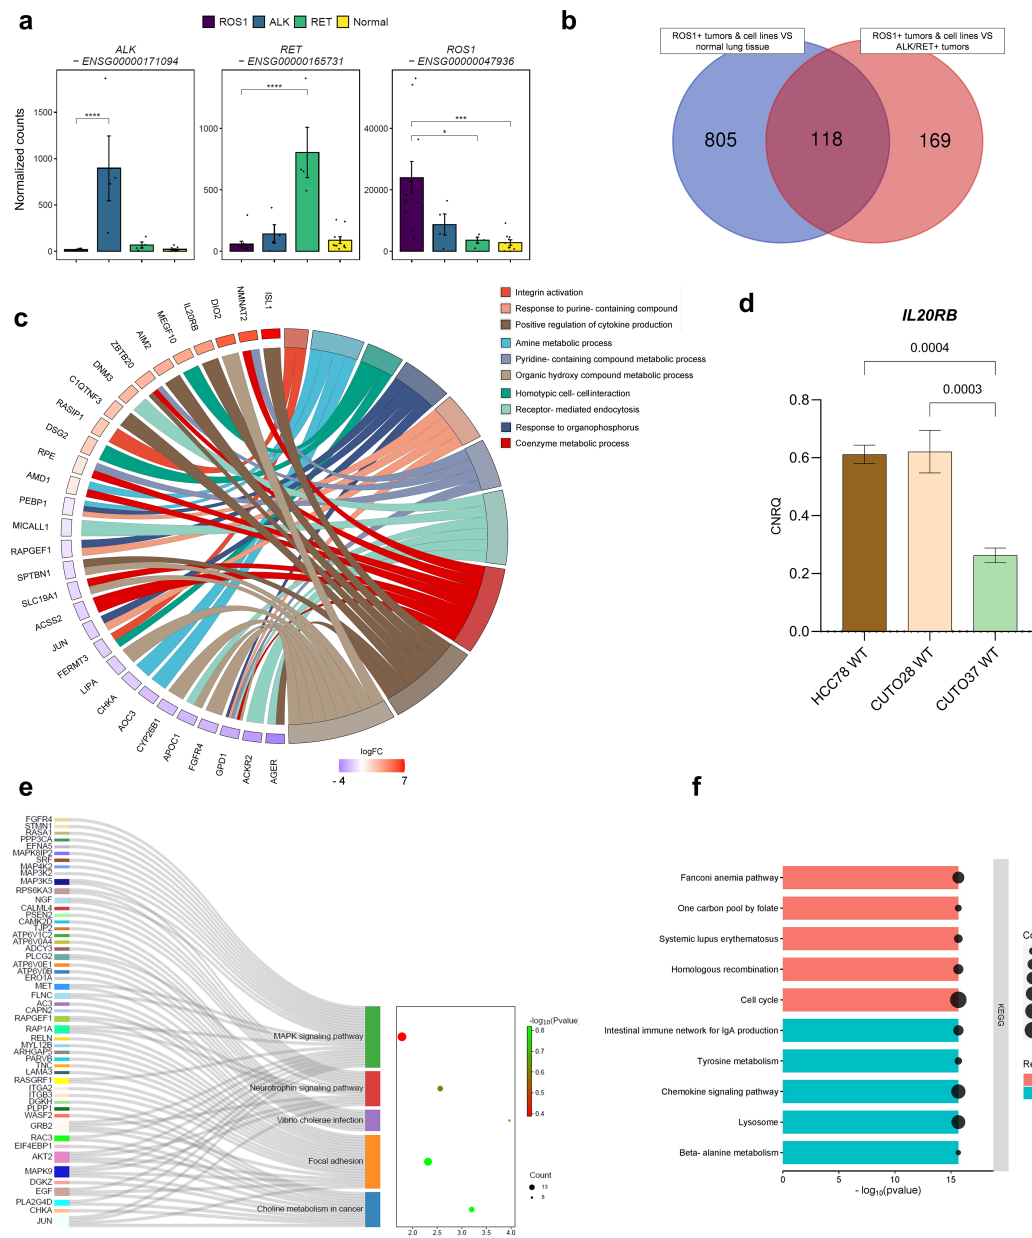 a
ROS1 ALK RET Normal
ALK
– ENSG00000171094
RET
– ENSG00000165731
ROS1
– ENSG00000047936
Normalized counts
1500
1000
500
0
****
1000
500
0
****
40000
20000
0
***
*
b
ROS1+ tumors & cell lines VS
normal lung tissue
ROS1+ tumors & cell lines VS
ALK/RET+ tumors
805
118
169
c
ISL1
NMNAT2
DIO2
IL20RB
MEGF10
AIM2
ZBTB20
DNM3
C1QTNF3
RASIP1
DSG2
RPE
AMD1
PEBP1
MICALL1
RAPGEF1
SPTBN1
SLC19A1
ACSS2
JUN
FERMT3
LIPA
CHKA
AOC3
CYP26B1
APOC1
FGFR4
GPD1
ACKR2
AGER
Integrin activation
Response to purine- containing compound
Positive regulation of cytokine production
Amine metabolic process
Pyridine- containing compound metabolic process
Organic hydroxy compound metabolic process
Homotypic cell- cellinteraction
Receptor- mediated endocytosis
Response to organophosphorus
Coenzyme metabolic process
logFC
- 4
7
d
IL20RB
0.0004
0.0003
CNRQ
0.8
0.6
0.4
0.2
0.0
HCC78 WT
CUTO28 WT
CUTO37 WT
e
FGFR4
STMN1
RASA1
PPP3CA
EFNA5
MAPK8IP2
SRF
MAP4K2
MAP3K2
MAP3K5
RPS6KA3
NGF
CALML4
PSEN2
CAMK2D
TJP2
ATP6V1C2
ATP6V0A4
ADCY3
PLCG2
ATP6V0E1
ATP6V0B
ERO1A
MET
FLNC
AC3
CAPN2
RAPGEF1
RAP1A
RELN
MYL12B
ARHGAP5
PARVB
TNC
LAMA3
RASGRF1
ITGA2
ITGB3
DGKH
PLPP1
WASF2
GRB2
RAC3
EIF4EBP1
AKT2
MAPK9
DGKZ
EGF
PLA2G4D
CHKA
JUN
MAPK signaling pathway
Neurotrophin signaling pathway
Vibrio cholerae infection
Focal adhesion
Choline metabolism in cancer
2.0
2.5
3.0
3.5
4.0
-log10(Pvalue)
0.8
0.7
0.6
0.5
0.4
Count
13
8
f
Fanconi anemia pathway
One carbon pool by folate
Systemic lupus erythematosus
Homologous recombination
Cell cycle
Intestinal immune network for IgA production
Tyrosine metabolism
Chemokine signaling pathway
Lysosome
Beta- alanine metabolism
0
5
10
15
- log10(pvalue)
KEGG
Co
Re